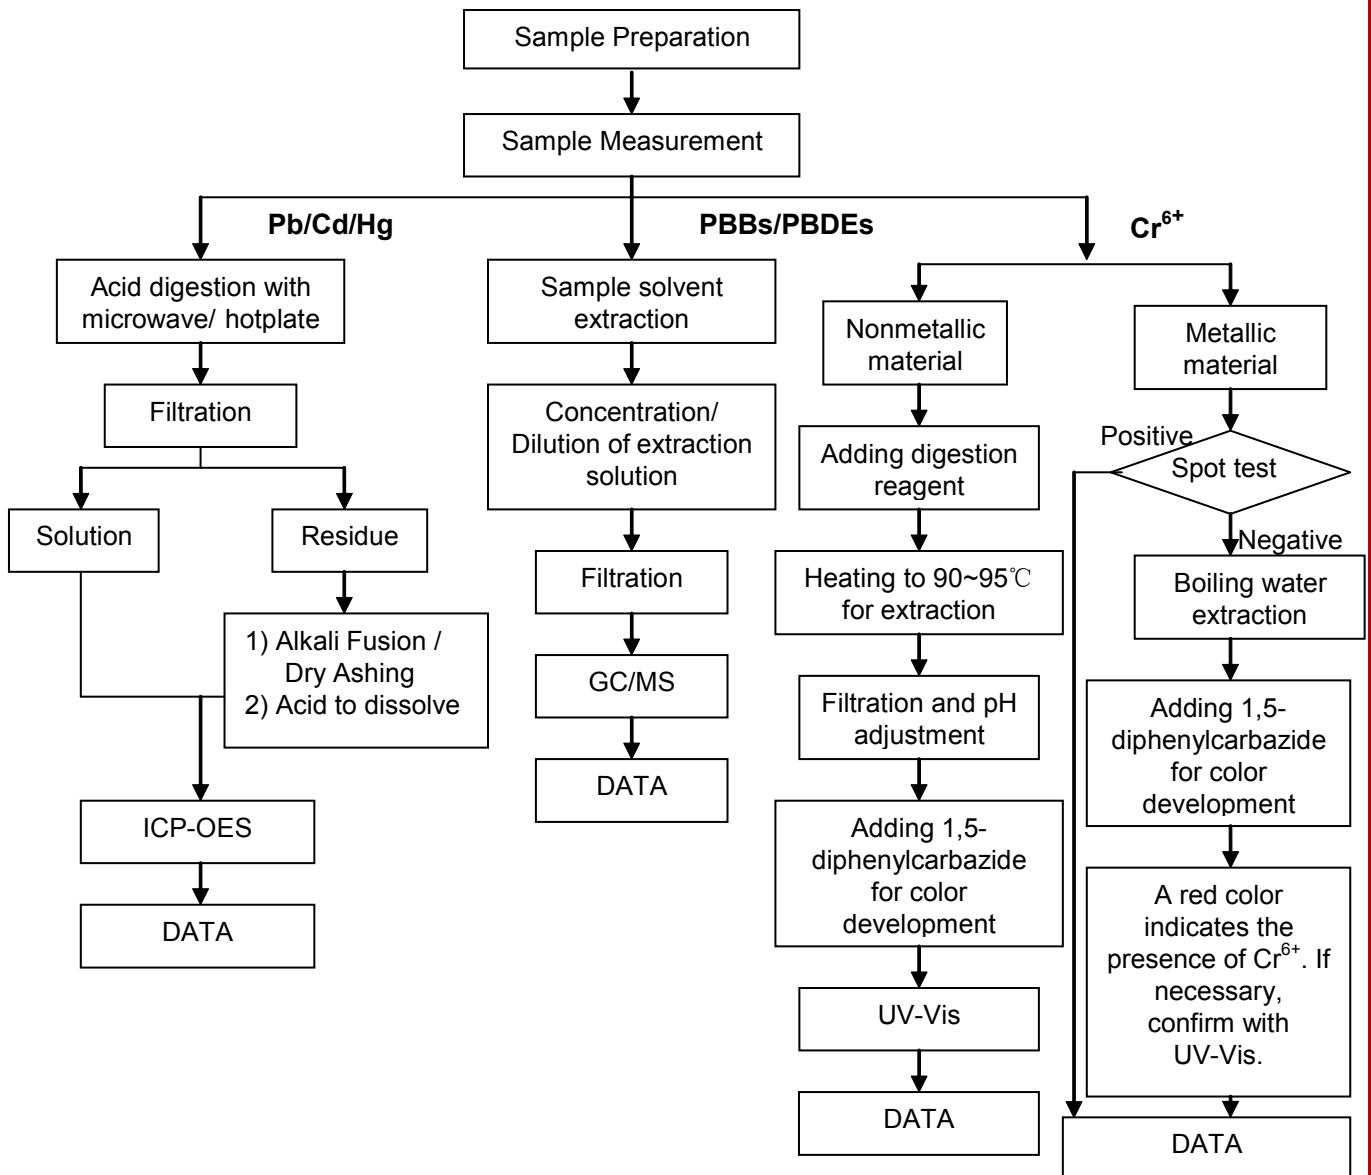 Sample Preparation
Sample Measurement
Pb/Cd/Hg
PBBs/PBDEs
Cr⁶⁺
Acid digestion with
microwave/ hotplate
Filtration
Solution
Residue
1) Alkali Fusion /
Dry Ashing
2) Acid to dissolve
ICP-OES
DATA
Sample solvent
extraction
Concentration/
Dilution of extraction
solution
Filtration
GC/MS
DATA
Nonmetallic
material
Adding digestion
reagent
Heating to 90~95℃
for extraction
Filtration and pH
adjustment
Adding 1,5-
diphenylcarbazide
for color
development
UV-Vis
DATA
Metallic
material
Positive
Spot test
Negative
Boiling water
extraction
Adding 1,5-
diphenylcarbazide
for color
development
A red color
indicates the
presence of Cr⁶⁺. If
necessary,
confirm with
UV-Vis.
DATA